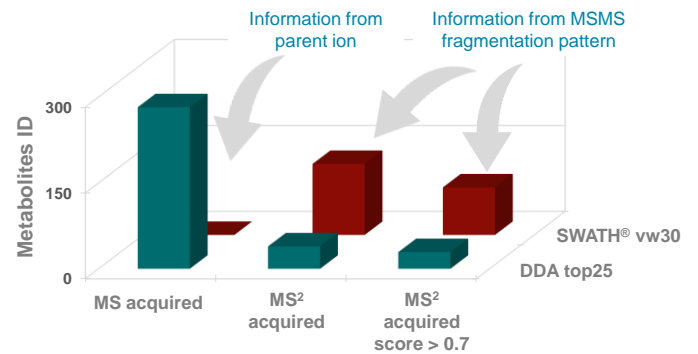 Information from
parent ion
Information from MSMS
fragmentation pattern
300
150
0
Metabolites ID
SWATH® vw30
DDA top25
MS acquired
MS²
acquired
MS²
acquired
score > 0.7